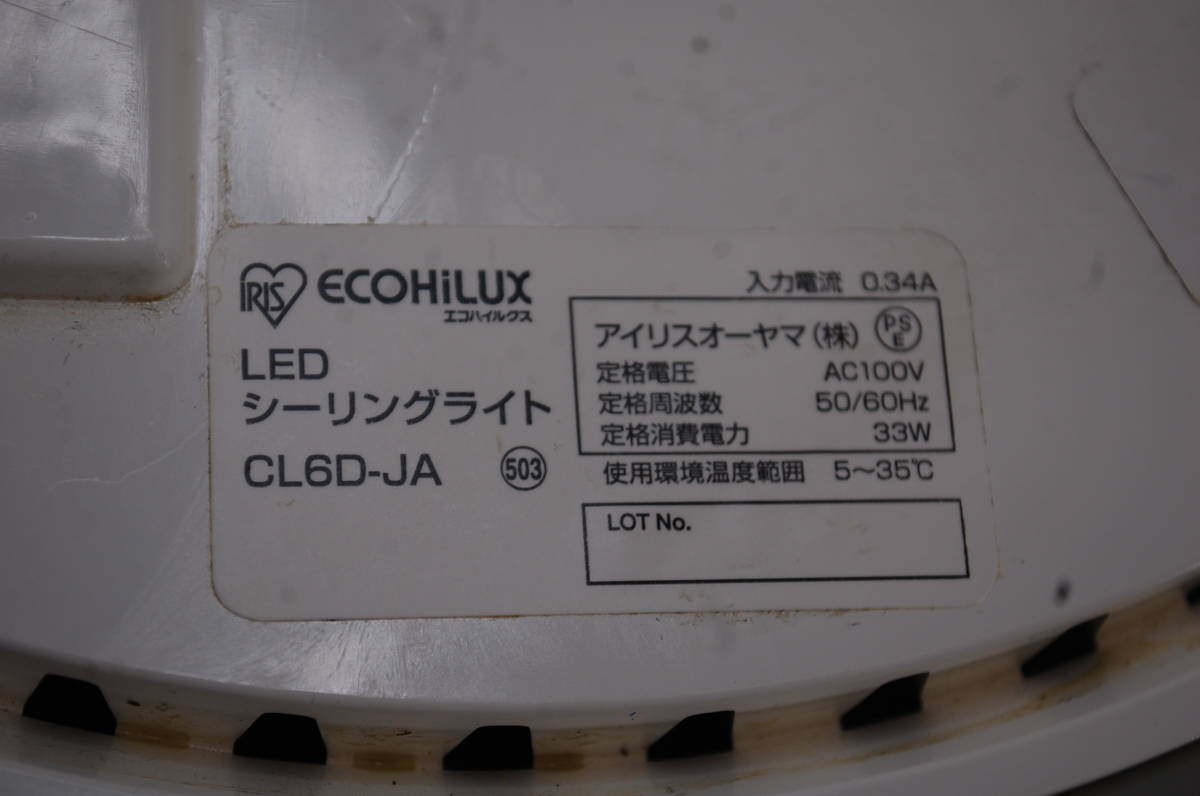 IRIS ECOHiLUX
エコハイルクス
LED
シーリングライト
CL6D-JA 503
入力電流 0.34A
アイリスオーヤマ(株) PSE
定格電圧 AC100V
定格周波数 50/60Hz
定格消費電力 33W
使用環境温度範囲 5〜35℃
LOT No.